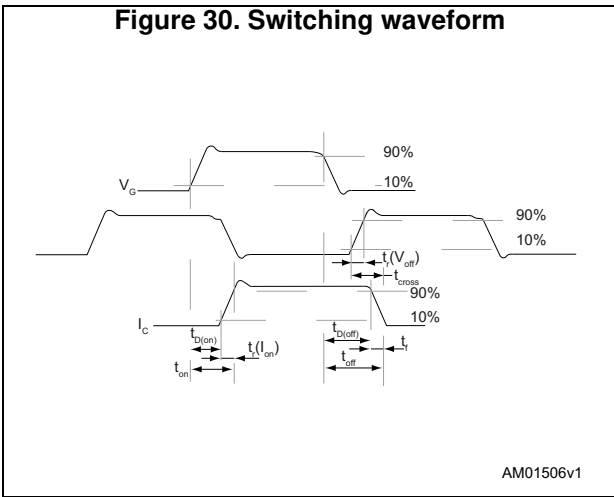 Figure 30. Switching waveform
90%
V_G
10%
90%
10%
t_r(V_off)
t_cross
90%
I_C
10%
t_D(on)
t_D(off)
t_r(I_on)
t_f
t_on
t_off
AM01506v1